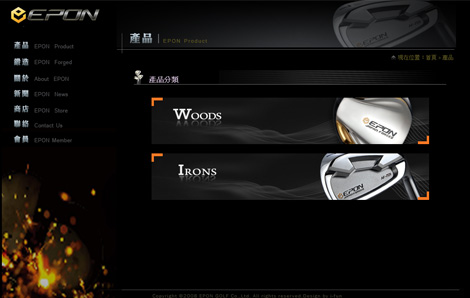 EPON
產品 EPON Product
鍛造 EPON Forged
關於 About EPON
新聞 EPON News
商店 EPON Store
聯絡 Contact Us
會員 EPON Member
產品 EPON Product
現在位置：首頁 > 產品
產品分類
WOODS
EPON
IRONS
EPON
Copyright ©2008 EPON GOLF Co.,Ltd. All rights reserved Design by